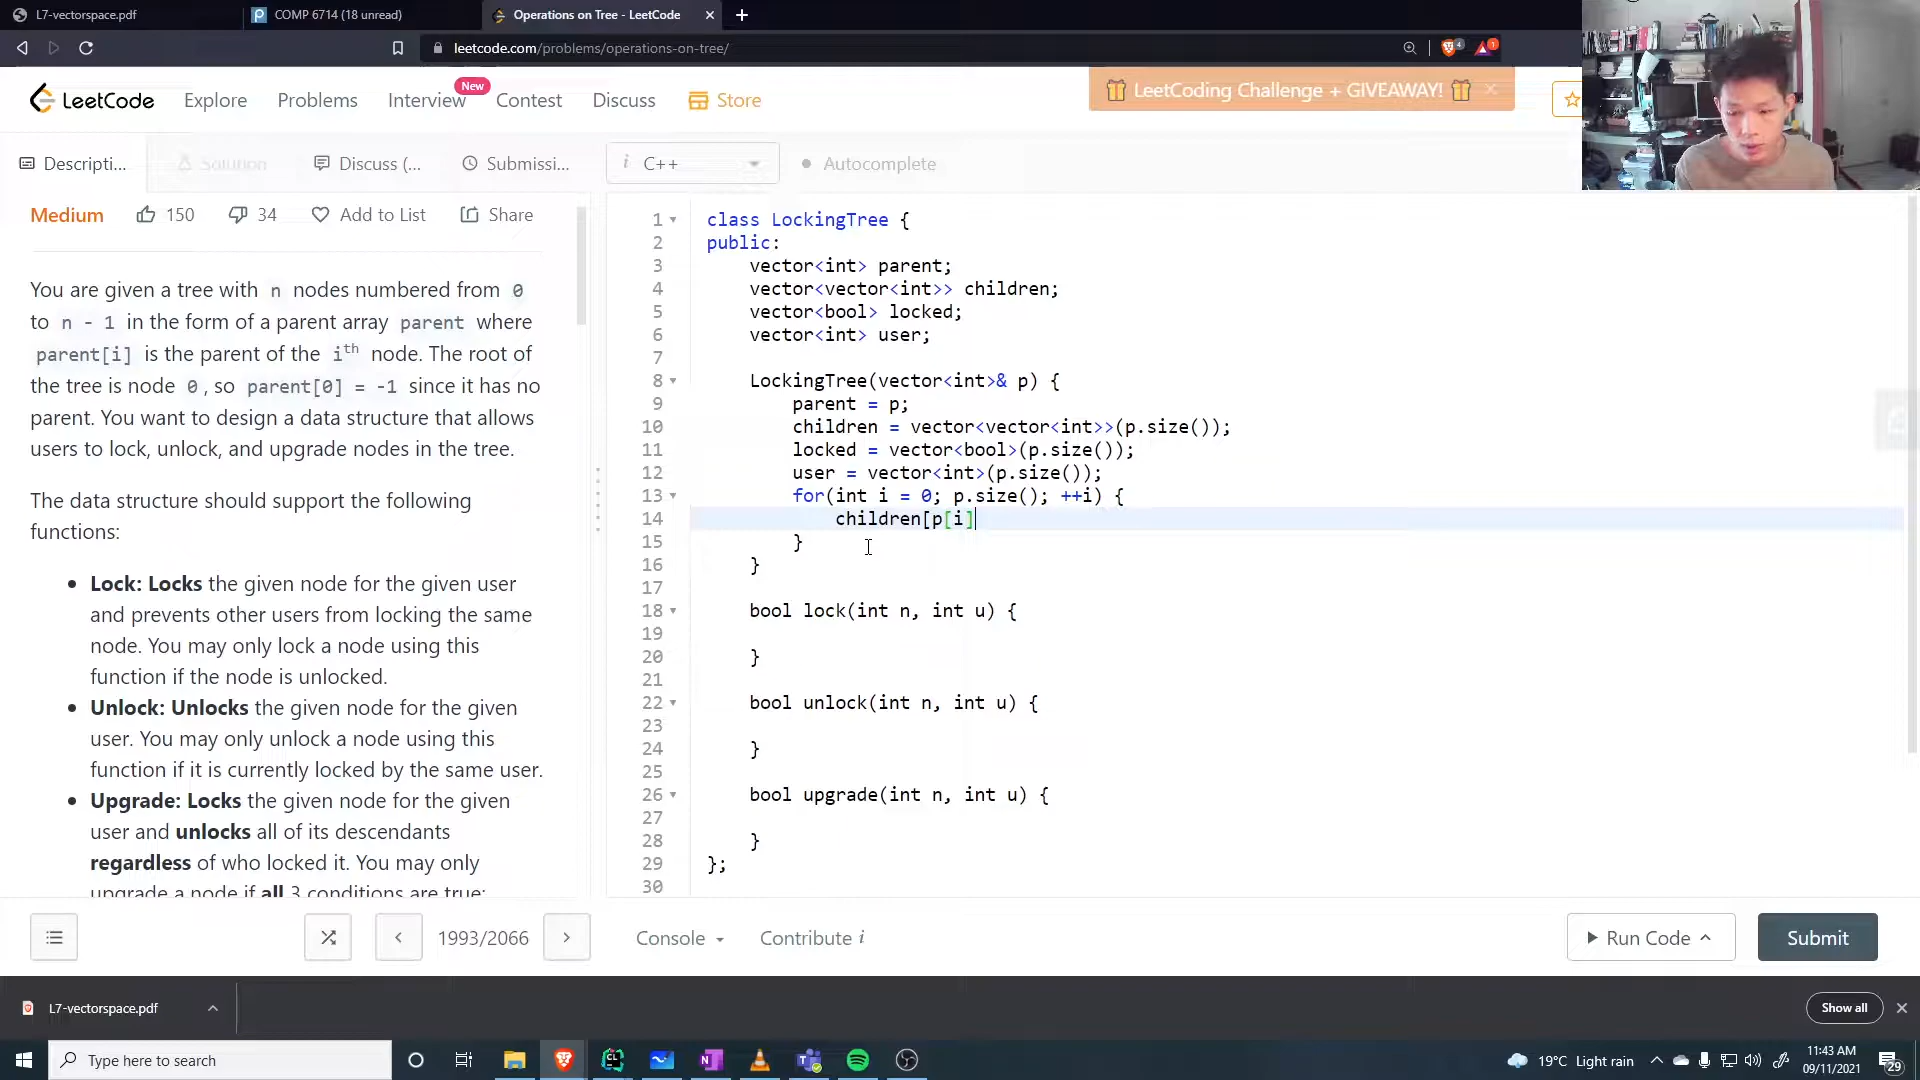 L7-vectorspace.pdf
COMP 6714 (18 unread)
Operations on Tree - LeetCode
leetcode.com/problems/operations-on-tree/
4
1
LeetCode
Explore
Problems
Interview
New
Contest
Discuss
Store
LeetCoding Challenge + GIVEAWAY!
Descripti...
Solution
Discuss (...
Submissi...
i C++
Autocomplete
Medium
150
34
Add to List
Share
You are given a tree with n nodes numbered from 0
to n - 1 in the form of a parent array parent where
parent[i] is the parent of the ith node. The root of
the tree is node 0, so parent[0] = -1 since it has no
parent. You want to design a data structure that allows
users to lock, unlock, and upgrade nodes in the tree.
The data structure should support the following
functions:
• Lock: Locks the given node for the given user
and prevents other users from locking the same
node. You may only lock a node using this
function if the node is unlocked.
• Unlock: Unlocks the given node for the given
user. You may only unlock a node using this
function if it is currently locked by the same user.
• Upgrade: Locks the given node for the given
user and unlocks all of its descendants
regardless of who locked it. You may only
upgrade a node if all 3 conditions are true:
1 class LockingTree {
2 public:
3 vector<int> parent;
4 vector<vector<int>> children;
5 vector<bool> locked;
6 vector<int> user;
7
8 LockingTree(vector<int>& p) {
9 parent = p;
10 children = vector<vector<int>>(p.size());
11 locked = vector<bool>(p.size());
12 user = vector<int>(p.size());
13 for(int i = 0; p.size(); ++i) {
14 children[p[i]
15 }
16 }
17
18 bool lock(int n, int u) {
19
20 }
21
22 bool unlock(int n, int u) {
23
24 }
25
26 bool upgrade(int n, int u) {
27
28 }
29 };
30
1993/2066
Console
Contribute i
Run Code
Submit
L7-vectorspace.pdf
Show all
Type here to search
19°C Light rain
11:43 AM
09/11/2021
29